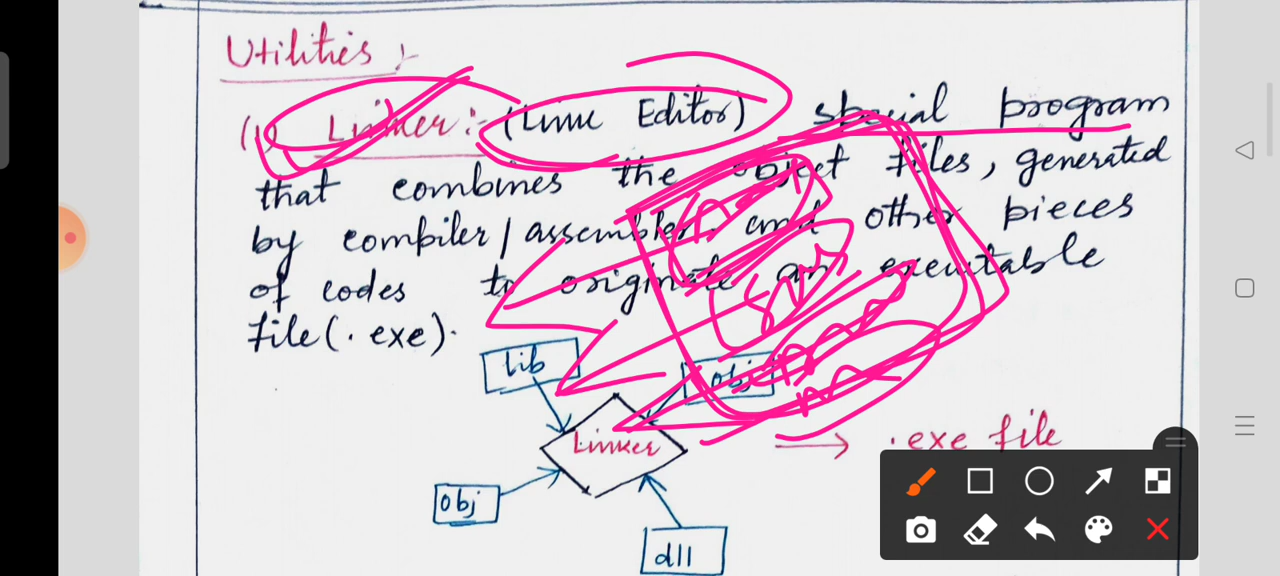 Utilities :-
(1) Linker:- (Link Editor) special program
that combines the object files, generated
by compiler/assembler and other pieces
of codes to originate an executable
file(.exe).
lib
obj
Linker
→ .exe file
obj
dll